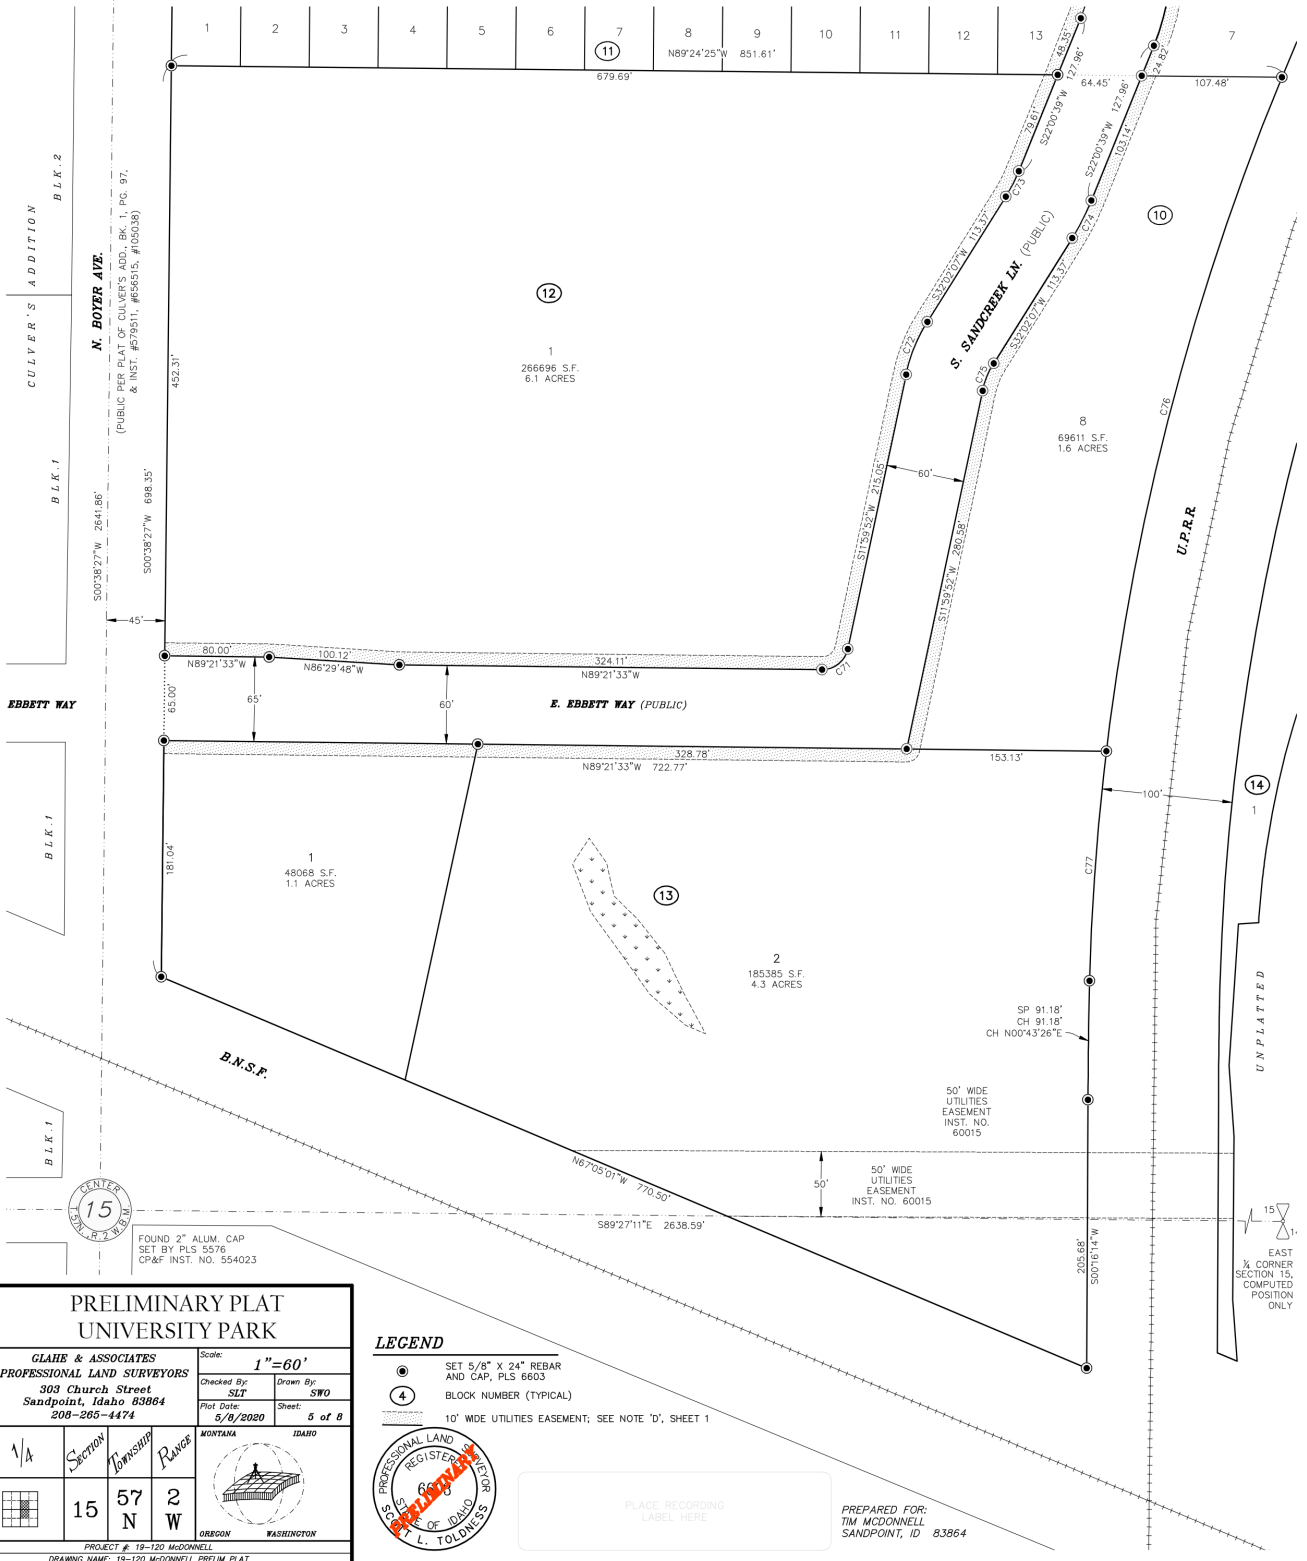 1 2 3 4 5 6 7 8 9 10 11 12 13 7
11
N89°24'25"W 851.61'
679.69'
64.45'
107.48'
48.35'
127.96'
79.61'
S22°00'39"W
24.82'
127.96'
S22°00'39"W
103.14'
C73
C74
10
CULVER'S ADDITION
BLK.2
BLK.1
N. BOYER AVE.
(PUBLIC PER PLAT OF CULVER'S ADD., BK. 1, PG. 97,
& INST. #579511, #656515, #105038)
452.31'
S00°38'27"W 2641.86'
S00°38'27"W 698.35'
12
1
266696 S.F.
6.1 ACRES
S32°02'07"W 113.37'
S. SANDCREEK LN. (PUBLIC)
S32°02'07"W 113.37'
C72
C75
C76
8
69611 S.F.
1.6 ACRES
60'
S11°59'52"W 215.05'
S11°59'52"W 280.58'
U.P.R.R.
45'
80.00'
N89°21'33"W
100.12'
N86°29'48"W
324.11'
N89°21'33"W
C71
EBBETT WAY
65.00'
65'
60'
E. EBBETT WAY (PUBLIC)
328.78'
N89°21'33"W 722.77'
153.13'
100'
14
1
BLK.1
181.04'
1
48068 S.F.
1.1 ACRES
13
C77
2
185385 S.F.
4.3 ACRES
SP 91.18'
CH 91.18'
CH N00°43'26"E
UNPLATTED
B.N.S.F.
50' WIDE
UTILITIES
EASEMENT
INST. NO.
60015
BLK.1
N67°05'01"W 770.50'
50'
50' WIDE
UTILITIES
EASEMENT
INST. NO. 60015
CENTER
15
T.57N., R.2 W.B.M.
S89°27'11"E 2638.59'
205.68'
S00°16'14"W
15
14
EAST
¼ CORNER
SECTION 15,
COMPUTED
POSITION
ONLY
FOUND 2" ALUM. CAP
SET BY PLS 5576
CP&F INST. NO. 554023
PRELIMINARY PLAT
UNIVERSITY PARK
GLAHE & ASSOCIATES
PROFESSIONAL LAND SURVEYORS
303 Church Street
Sandpoint, Idaho 83864
208-265-4474
Scale:
1"=60'
Checked By:
SLT
Drawn By:
SWO
Plot Date:
5/8/2020
Sheet:
5 of 8
1/4
SECTION
TOWNSHIP
RANGE
15
57
N
2
W
MONTANA IDAHO
OREGON WASHINGTON
PROJECT #: 19-120 McDONNELL
DRAWING NAME: 19-120 McDONNELL PRELIM PLAT
LEGEND
SET 5/8" X 24" REBAR
AND CAP, PLS 6603
4
BLOCK NUMBER (TYPICAL)
10' WIDE UTILITIES EASEMENT; SEE NOTE 'D', SHEET 1
PROFESSIONAL LAND SURVEYOR
REGISTERED
6603
STATE OF IDAHO
SCOTT L. TOLDNESS
PRELIMINARY
PLACE RECORDING
LABEL HERE
PREPARED FOR:
TIM MCDONNELL
SANDPOINT, ID 83864